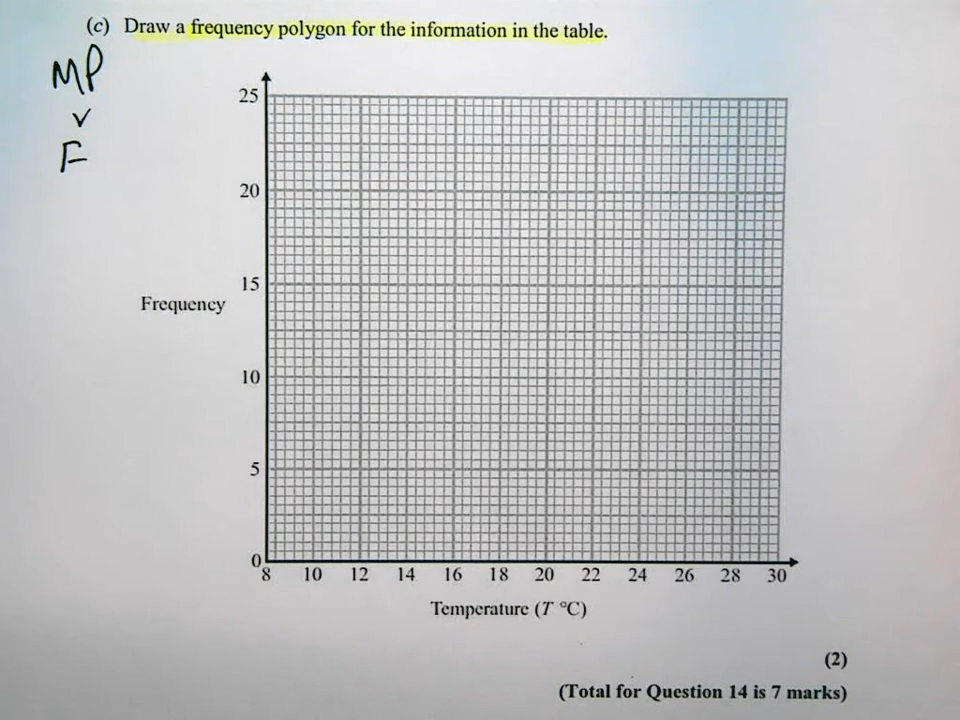 (c) Draw a frequency polygon for the information in the table.
MP
v
F
25
20
15
Frequency
10
5
0
8 10 12 14 16 18 20 22 24 26 28 30
Temperature (T °C)
(2)
(Total for Question 14 is 7 marks)